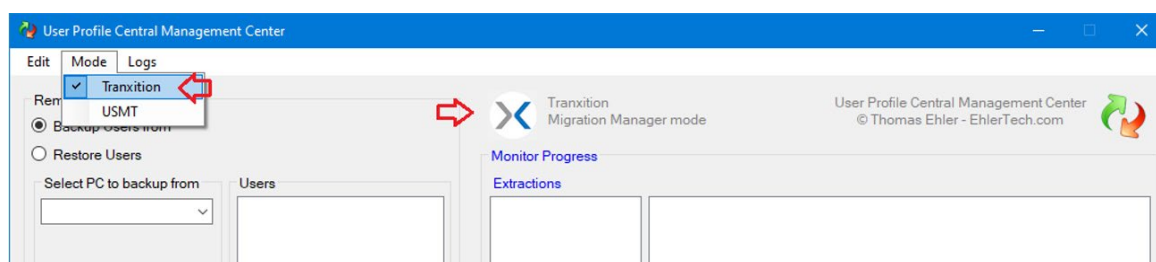 User Profile Central Management Center
Edit Mode Logs
Tranxition
USMT
Backup Users from
Restore Users
Select PC to backup from
Users
Tranxition
Migration Manager mode
User Profile Central Management Center
© Thomas Ehler - EhlerTech.com
Monitor Progress
Extractions